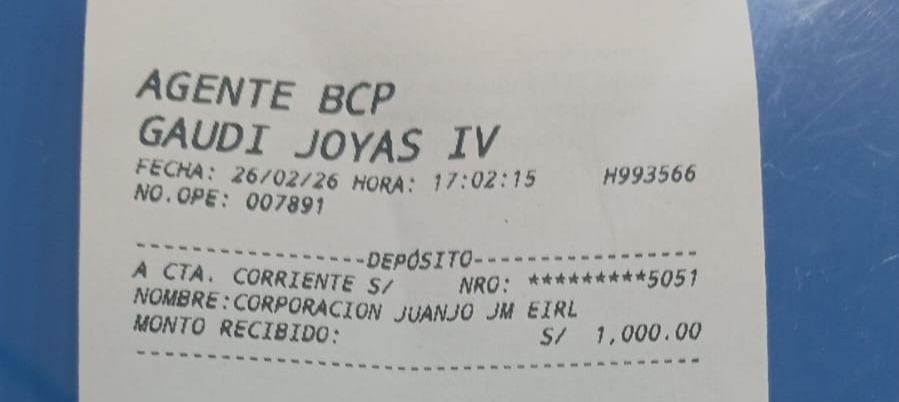 AGENTE BCP
GAUDI JOYAS IV
FECHA: 26/02/26 HORA: 17:02:15 H993566
NO.OPE: 007891
-------------------DEPÓSITO-------------------
A CTA. CORRIENTE S/ NRO: *********5051
NOMBRE:CORPORACION JUANJO JM EIRL
MONTO RECIBIDO: S/ 1,000.00
----------------------------------------------